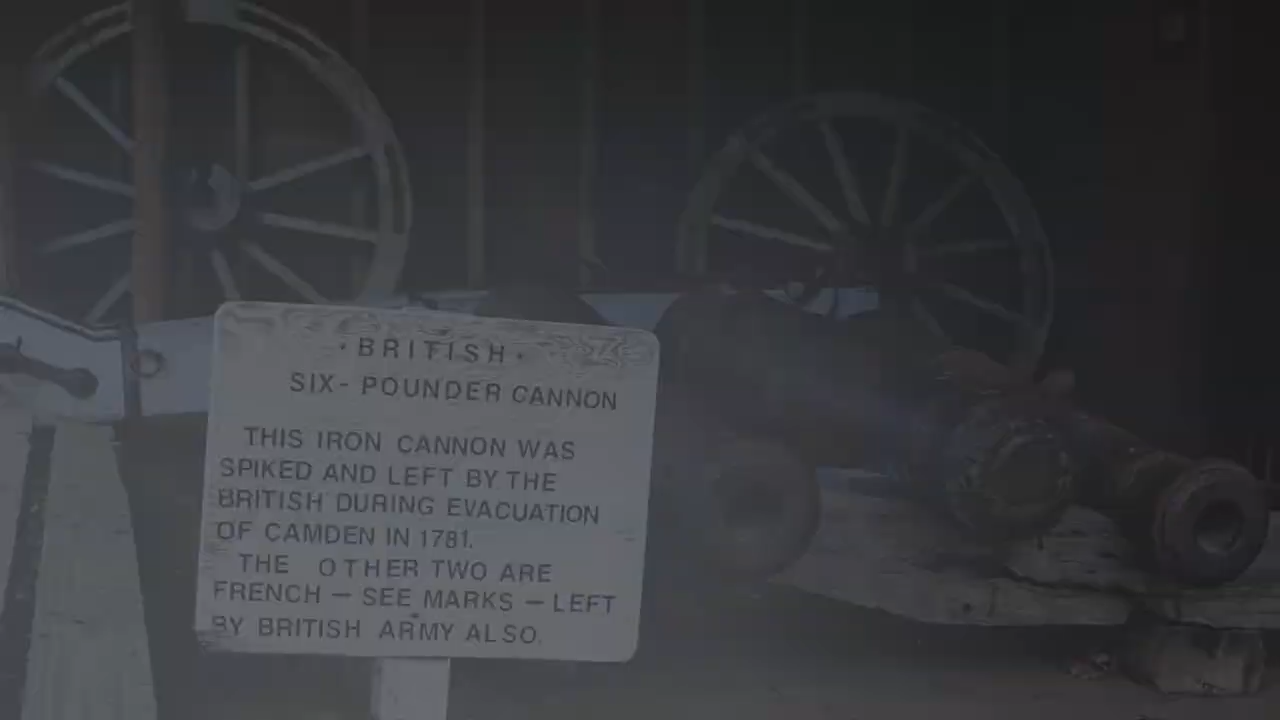 · BRITISH ·
SIX- POUNDER CANNON
THIS IRON CANNON WAS
SPIKED AND LEFT BY THE
BRITISH DURING EVACUATION
OF CAMDEN IN 1781.
THE OTHER TWO ARE
FRENCH — SEE MARKS — LEFT
BY BRITISH ARMY ALSO.